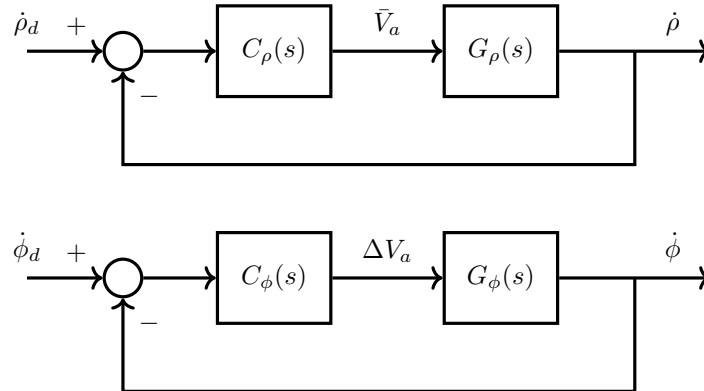 ρ̇_d + C_ρ(s) V̄_a G_ρ(s) ρ̇
−
ϕ̇_d + C_ϕ(s) ΔV_a G_ϕ(s) ϕ̇
−